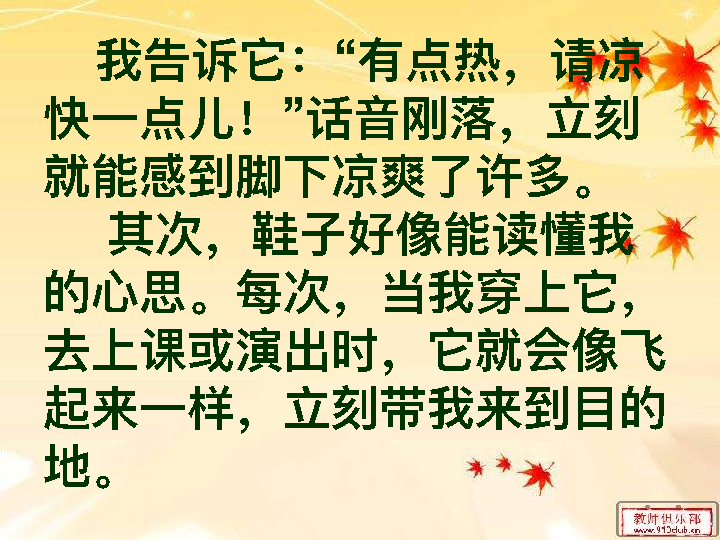 我告诉它：“有点热，请凉
快一点儿！”话音刚落，立刻
就能感到脚下凉爽了许多。
其次，鞋子好像能读懂我
的心思。每次，当我穿上它，
去上课或演出时，它就会像飞
起来一样，立刻带我来到目的
地。
教师俱乐部
www.910club.cn